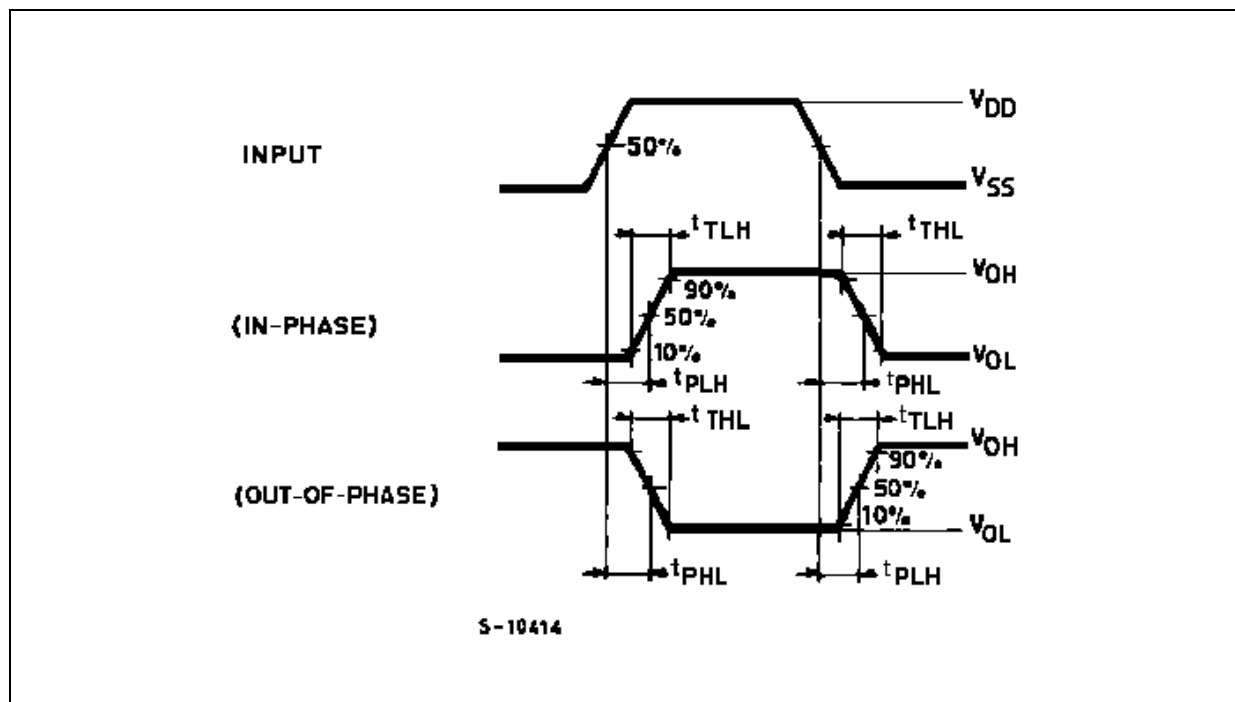 VDD
INPUT
50%
VSS
tTLH
tTHL
VOH
90%
(IN-PHASE)
50%
10%
VOL
tPLH
tPHL
tTHL
tTLH
VOH
90%
(OUT-OF-PHASE)
50%
10%
VOL
tPHL
tPLH
S-10414